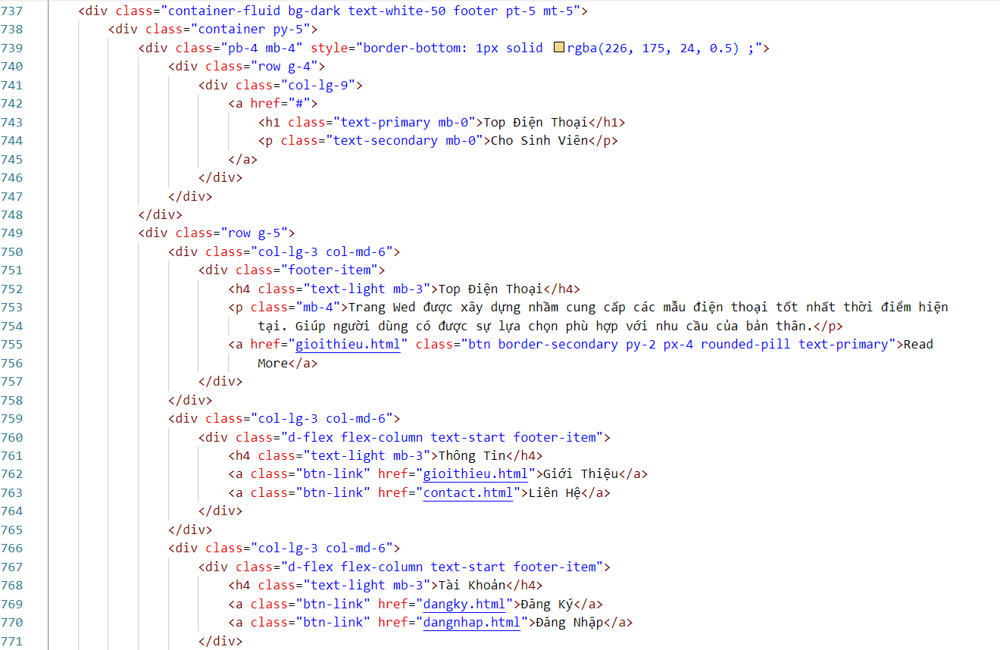 737 <div class="container-fluid bg-dark text-white-50 footer pt-5 mt-5">
738 <div class="container py-5">
739 <div class="pb-4 mb-4" style="border-bottom: 1px solid rgba(226, 175, 24, 0.5) ;">
740 <div class="row g-4">
741 <div class="col-lg-9">
742 <a href="#">
743 <h1 class="text-primary mb-0">Top Điện Thoại</h1>
744 <p class="text-secondary mb-0">Cho Sinh Viên</p>
745 </a>
746 </div>
747 </div>
748 </div>
749 <div class="row g-5">
750 <div class="col-lg-3 col-md-6">
751 <div class="footer-item">
752 <h4 class="text-light mb-3">Top Điện Thoại</h4>
753 <p class="mb-4">Trang Wed được xây dựng nhầm cung cấp các mẫu điện thoại tốt nhất thời điểm hiện
754 tại. Giúp người dùng có được sự lựa chọn phù hợp với nhu cầu của bản thân.</p>
755 <a href="gioithieu.html" class="btn border-secondary py-2 px-4 rounded-pill text-primary">Read
756 More</a>
757 </div>
758 </div>
759 <div class="col-lg-3 col-md-6">
760 <div class="d-flex flex-column text-start footer-item">
761 <h4 class="text-light mb-3">Thông Tin</h4>
762 <a class="btn-link" href="gioithieu.html">Giới Thiệu</a>
763 <a class="btn-link" href="contact.html">Liên Hệ</a>
764 </div>
765 </div>
766 <div class="col-lg-3 col-md-6">
767 <div class="d-flex flex-column text-start footer-item">
768 <h4 class="text-light mb-3">Tài Khoản</h4>
769 <a class="btn-link" href="dangky.html">Đăng Ký</a>
770 <a class="btn-link" href="dangnhap.html">Đăng Nhập</a>
771 </div>